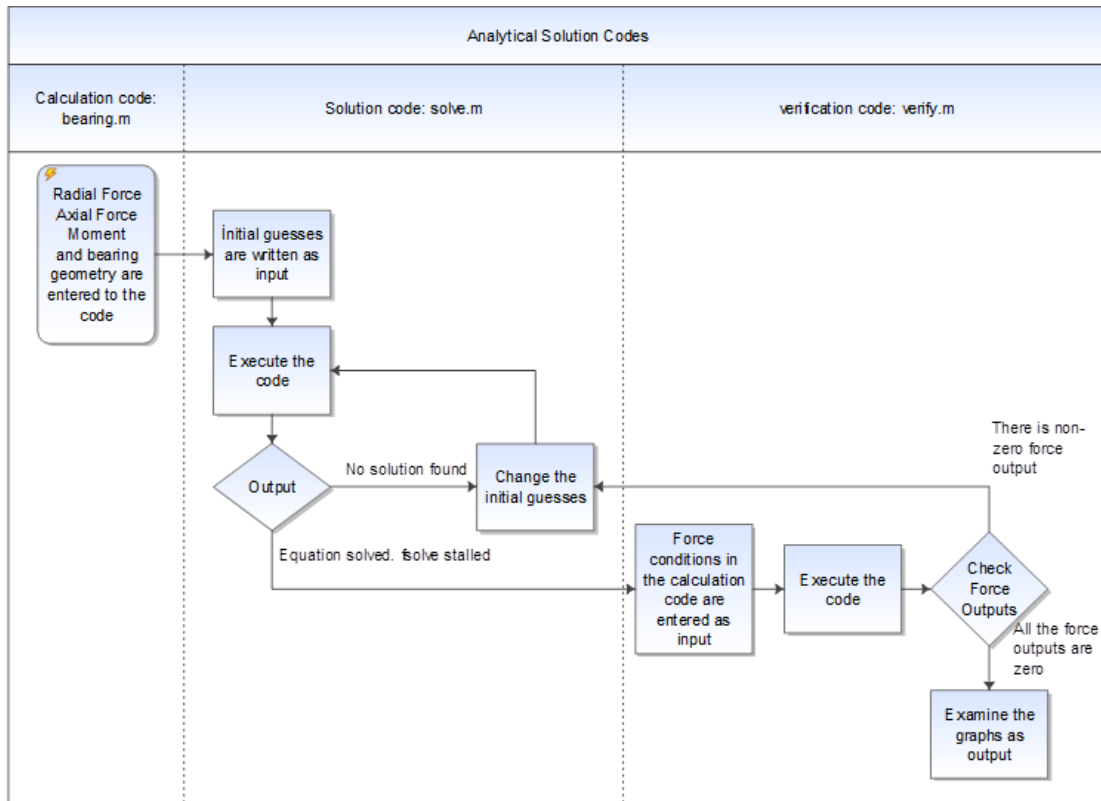 Analytical Solution Codes
Calculation code:
bearing.m
Solution code: solve.m
verification code: verify.m
Radial Force
Axial Force
Moment
and bearing
geometry are
entered to the
code
İnitial guesses
are written as
input
Execute the
code
Output
No solution found
Change the
initial guesses
Equation solved. fsolve stalled
Force
conditions in
the calculation
code are
entered as
input
Execute the
code
Check
Force
Outputs
There is non-
zero force
output
All the force
outputs are
zero
Examine the
graphs as
output